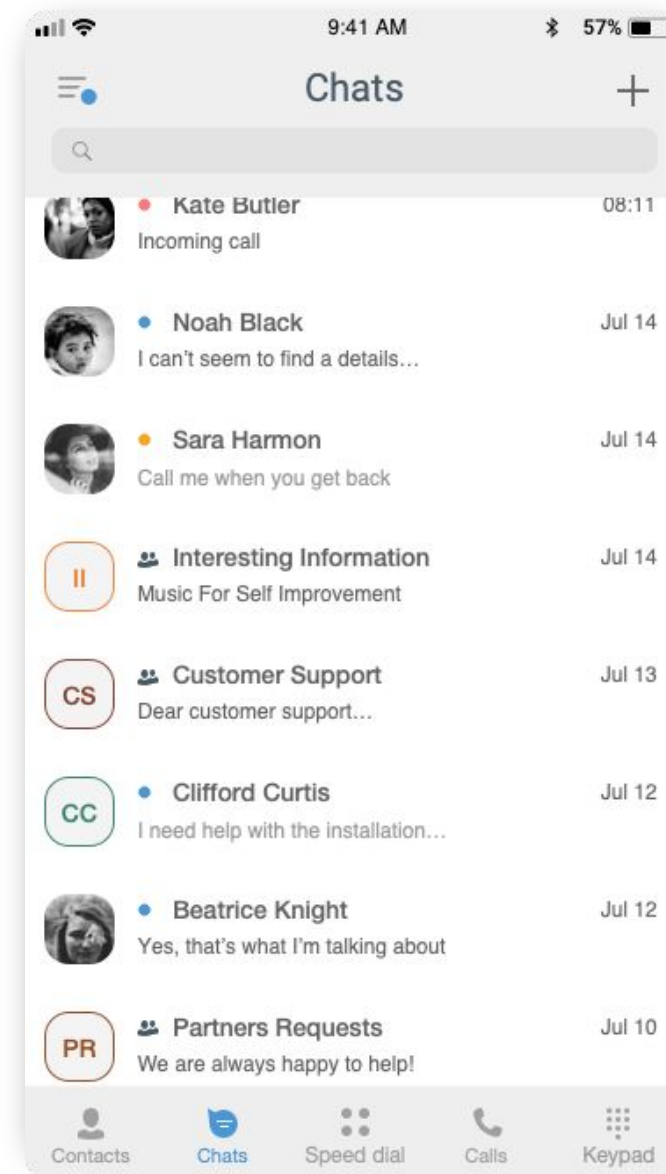 9:41 AM 57%
Chats
Kate Butler 08:11
Incoming call
Noah Black Jul 14
I can't seem to find a details…
Sara Harmon Jul 14
Call me when you get back
II Interesting Information Jul 14
Music For Self Improvement
CS Customer Support Jul 13
Dear customer support…
CC Clifford Curtis Jul 12
I need help with the installation…
Beatrice Knight Jul 12
Yes, that's what I'm talking about
PR Partners Requests Jul 10
We are always happy to help!
Contacts Chats Speed dial Calls Keypad